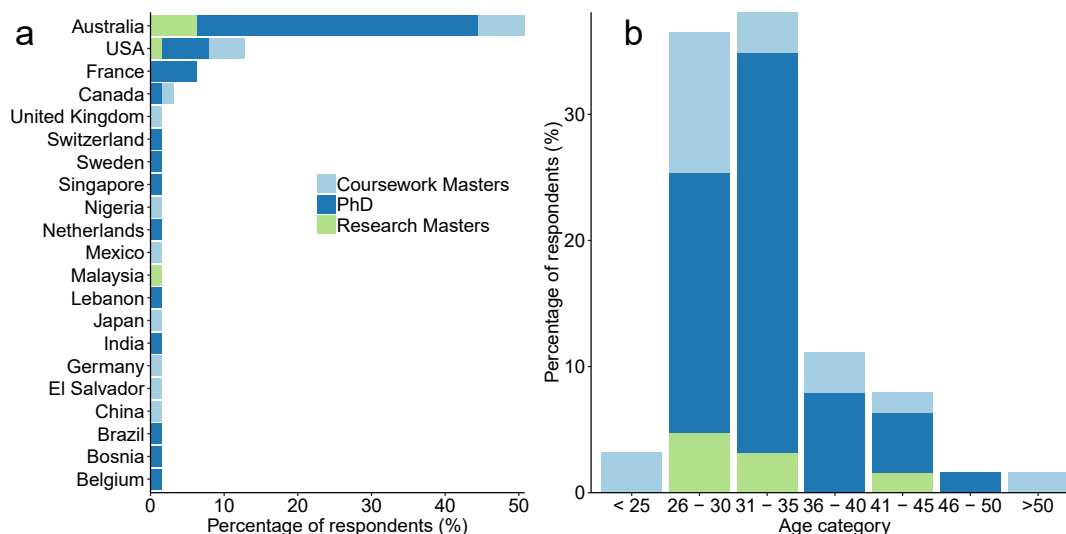 a
Australia
USA
France
Canada
United Kingdom
Switzerland
Sweden
Singapore
Nigeria
Netherlands
Mexico
Malaysia
Lebanon
Japan
India
Germany
El Salvador
China
Brazil
Bosnia
Belgium
Coursework Masters
PhD
Research Masters
0 10 20 30 40 50
Percentage of respondents (%)
b
Percentage of respondents (%)
30
20
10
0
< 25 26 − 30 31 − 35 36 − 40 41 − 45 46 − 50 >50
Age category